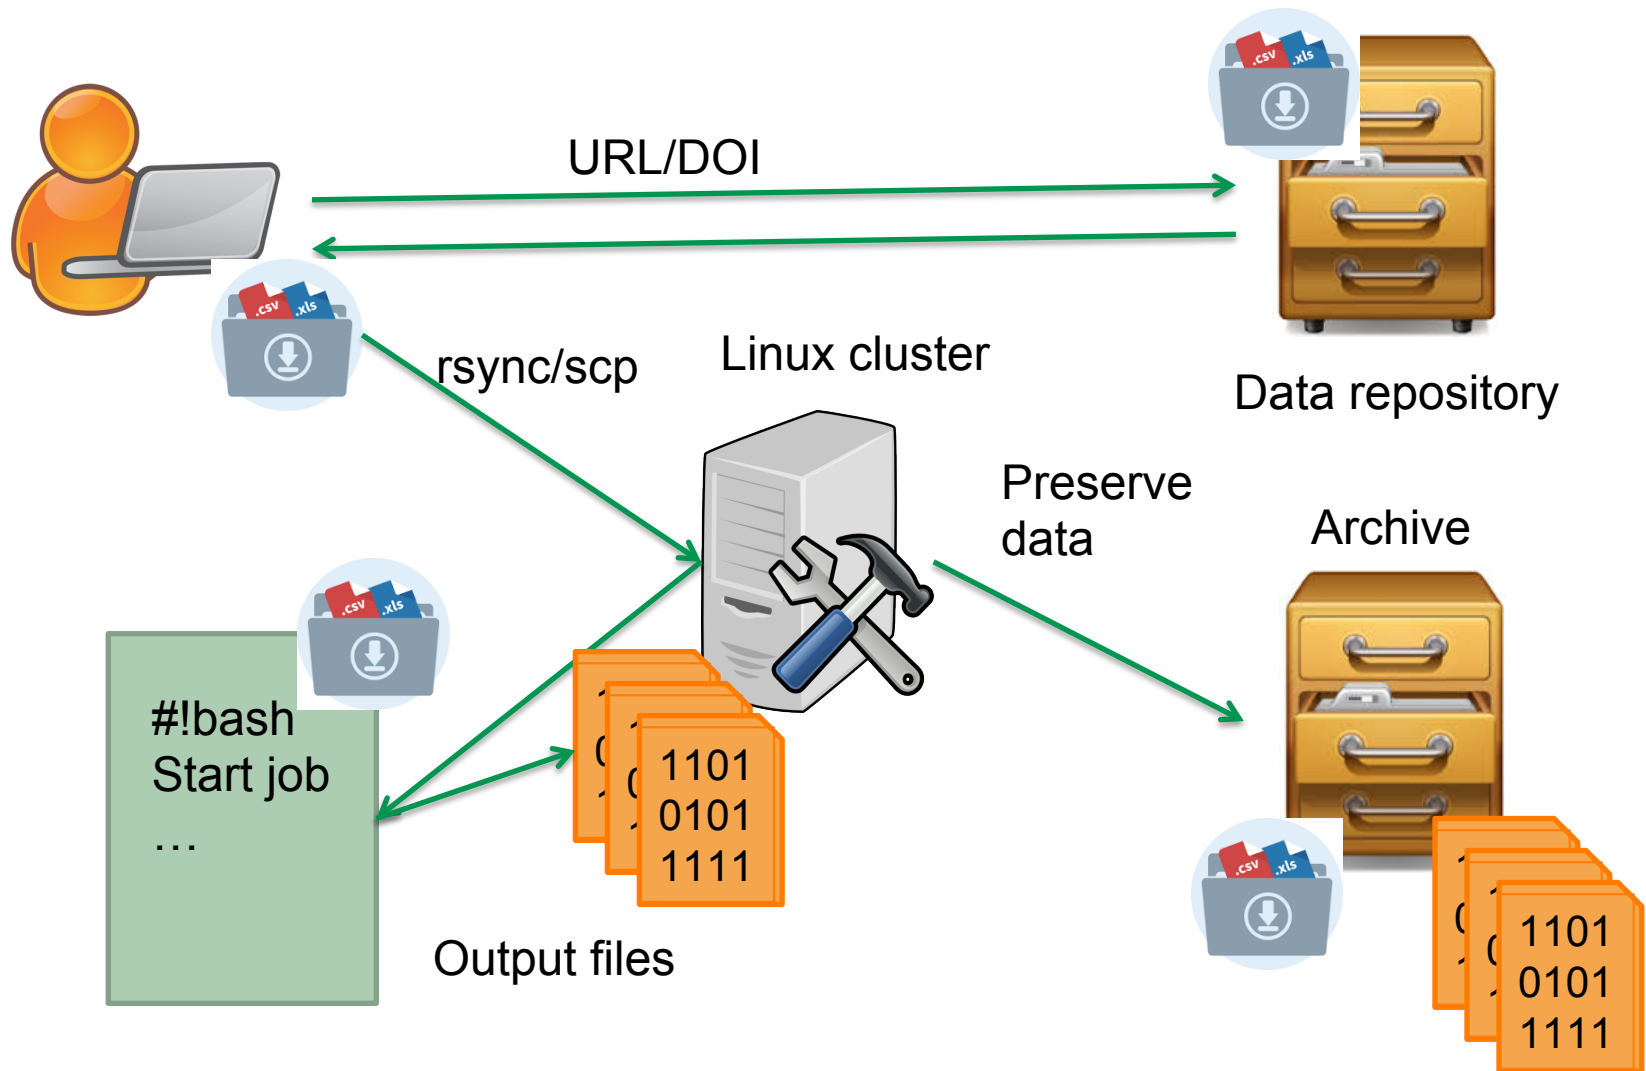 .csv .xls
URL/DOI
.csv .xls
rsync/scp
Linux cluster
Data repository
Preserve
data
Archive
.csv .xls
#!bash
Start job
…
1101
0101
1111
Output files
.csv .xls
1101
0101
1111